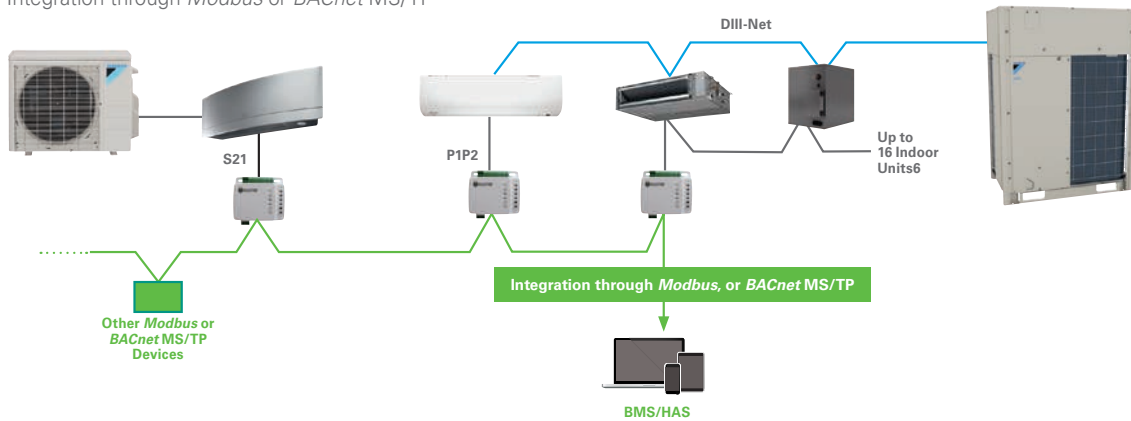 Integration through Modbus or BACnet MS/TP
DIII-Net
S21
P1P2
Up to
16 Indoor
Units6
Integration through Modbus, or BACnet MS/TP
Other Modbus or
BACnet MS/TP
Devices
BMS/HAS